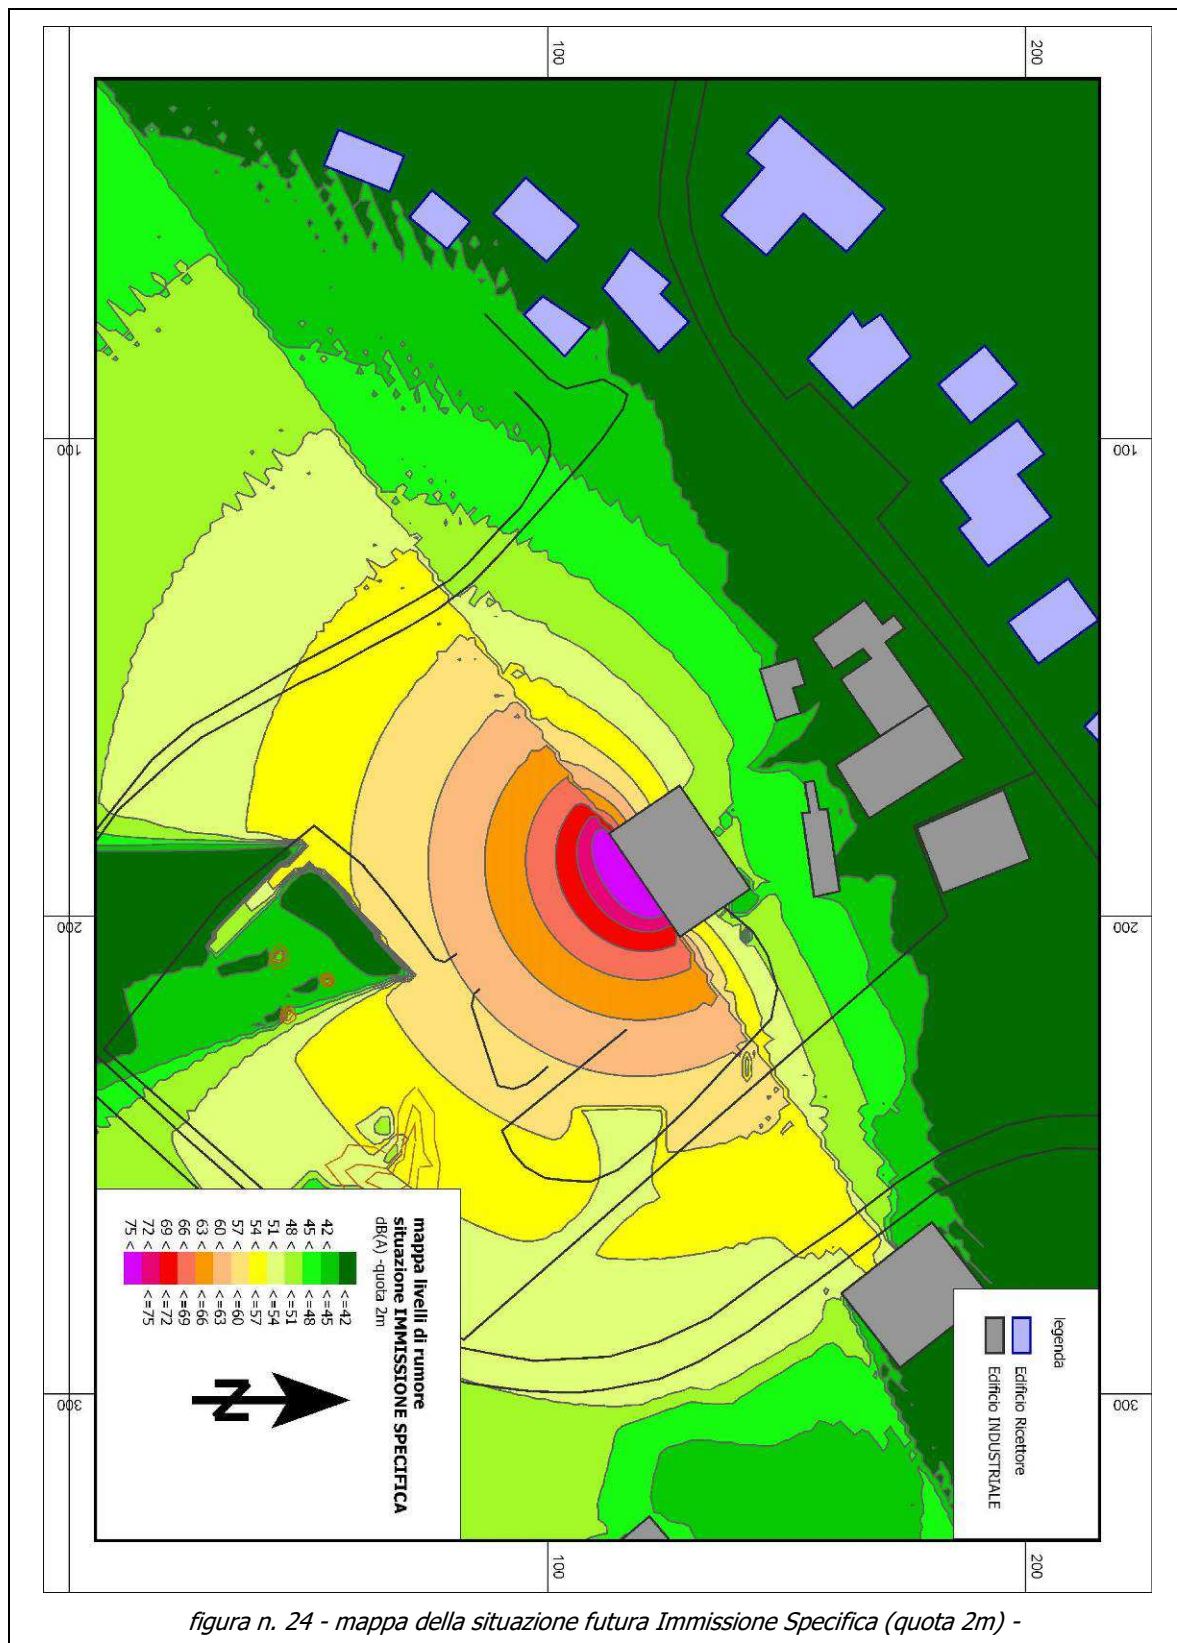 100
200
100
100
200
200
300
300
100
200
mappa livelli di rumore
situazione IMMISSIONE SPECIFICA
dB(A) -quota 2m
<=42
42 < <=45
45 < <=48
48 < <=51
51 < <=54
54 < <=57
57 < <=60
60 < <=63
63 < <=66
66 < <=69
69 < <=72
72 < <=75
75 <
N
legenda
Edificio Ricettore
Edificio INDUSTRIALE
figura n. 24 - mappa della situazione futura Immissione Specifica (quota 2m) -